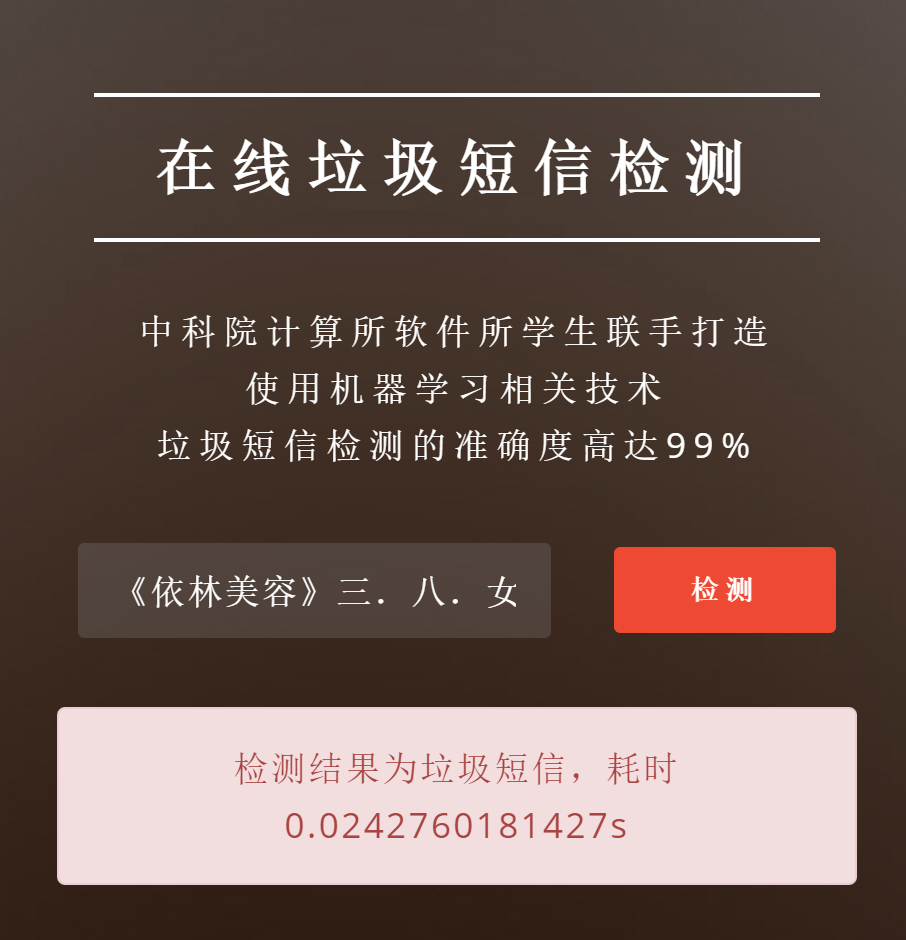 在线垃圾短信检测
中科院计算所软件所学生联手打造
使用机器学习相关技术
垃圾短信检测的准确度高达99%
《依林美容》三．八．女
检测
检测结果为垃圾短信，耗时
0.0242760181427s